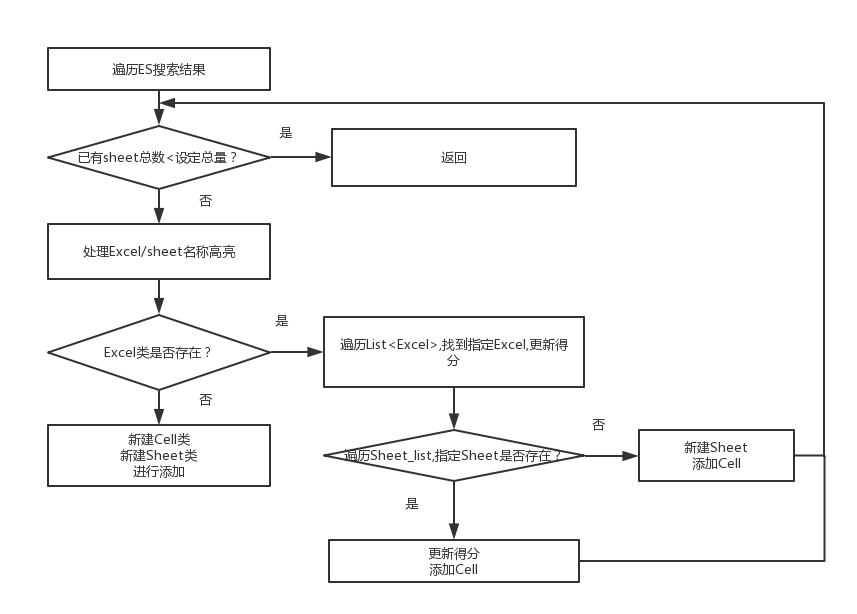 遍历ES搜索结果
是
已有sheet总数<设定总量？
返回
否
处理Excel/sheet名称高亮
是
遍历List<Excel>,找到指定Excel,更新得
分
Excel类是否存在？
否
新建Cell类
新建Sheet类
进行添加
否
遍历Sheet_list,指定Sheet是否存在？
新建Sheet
添加Cell
是
更新得分
添加Cell